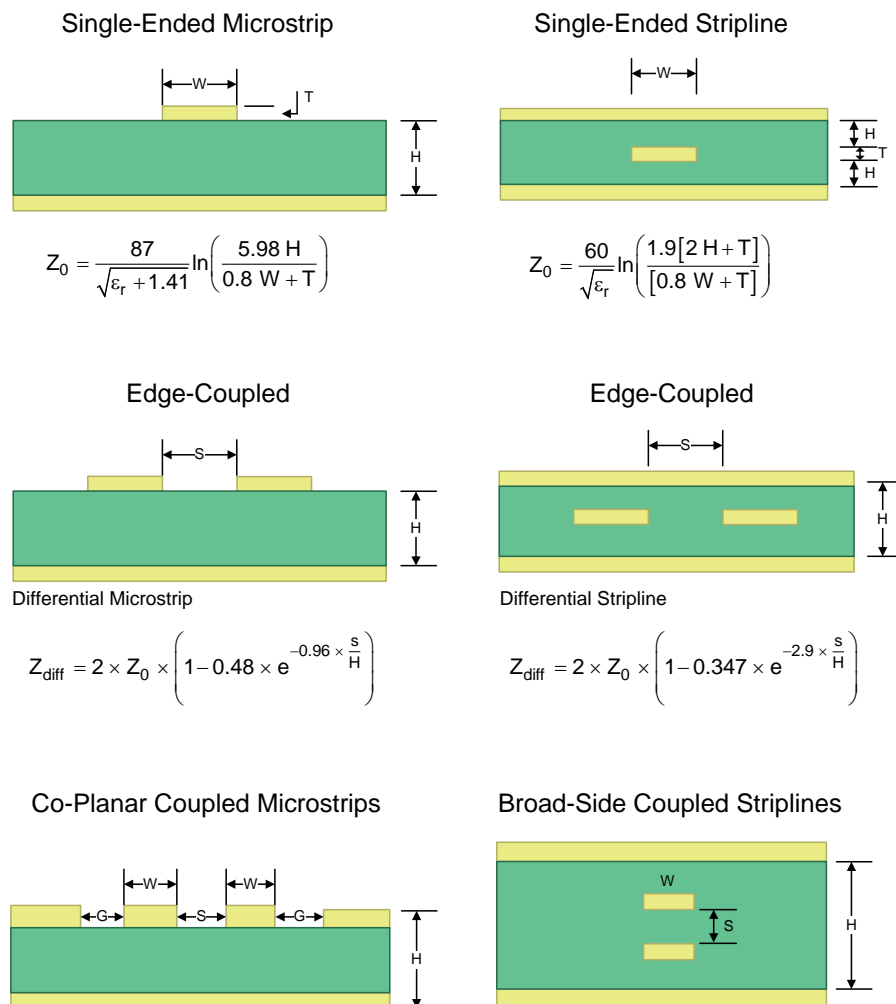 Single-Ended Microstrip
W
T
H
Z₀ = 87/√(εᵣ + 1.41) ln(5.98 H/(0.8 W + T))
Single-Ended Stripline
W
H
T
H
Z₀ = 60/√εᵣ ln(1.9[2 H + T]/[0.8 W + T])
Edge-Coupled
S
H
Differential Microstrip
Z_diff = 2 × Z₀ × (1 − 0.48 × e^(−0.96 × s/H))
Edge-Coupled
S
H
Differential Stripline
Z_diff = 2 × Z₀ × (1 − 0.347 × e^(−2.9 × s/H))
Co-Planar Coupled Microstrips
W W
G S G
H
Broad-Side Coupled Striplines
W
S
H